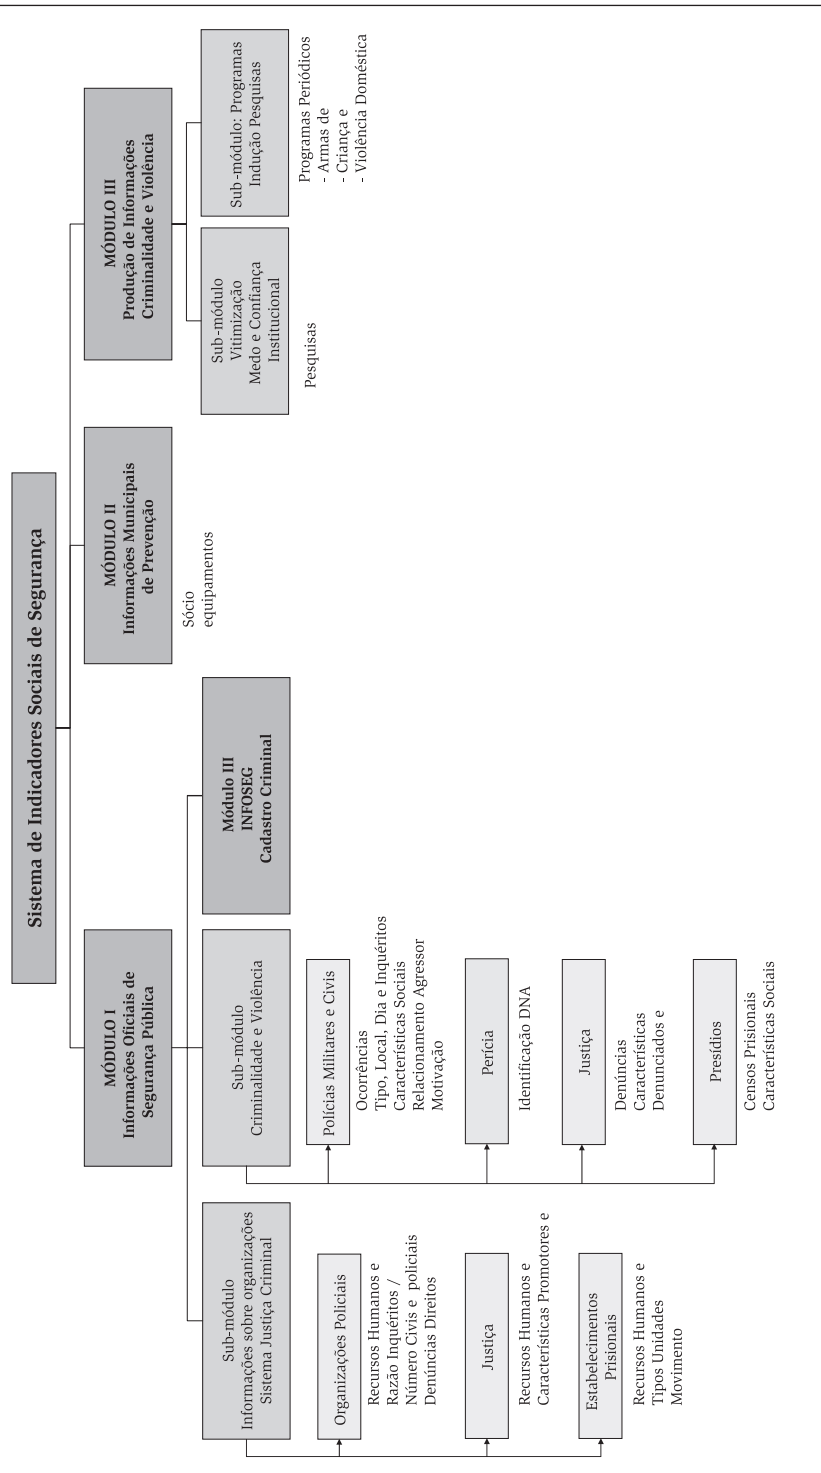 Sistema de Indicadores Sociais de Segurança
MÓDULO I
Informações Oficiais de
Segurança Pública
Sub-módulo
Informações sobre organizações
Sistema Justiça Criminal
Organizações Policiais
Recursos Humanos e
Razão Inquéritos /
Número Civis e policiais
Denúncias Direitos
Justiça
Recursos Humanos e
Características Promotores e
Estabelecimentos
Prisionais
Recursos Humanos e
Tipos Unidades
Movimento
Sub-módulo
Criminalidade e Violência
Polícias Militares e Civis
Ocorrências
Tipo, Local, Dia e Inquéritos
Características Sociais
Relacionamento Agressor
Motivação
Perícia
Identificação DNA
Justiça
Denúncias
Características
Denunciados e
Presídios
Censos Prisionais
Características Sociais
Módulo III
INFOSEG
Cadastro Criminal
MÓDULO II
Informações Municipais
de Prevenção
Sócio
equipamentos
MÓDULO III
Produção de Informações
Criminalidade e Violência
Sub-módulo
Vitimização
Medo e Confiança
Institucional
Pesquisas
Sub-módulo: Programas
Indução Pesquisas
Programas Periódicos
- Armas de
- Criança e
- Violência Doméstica